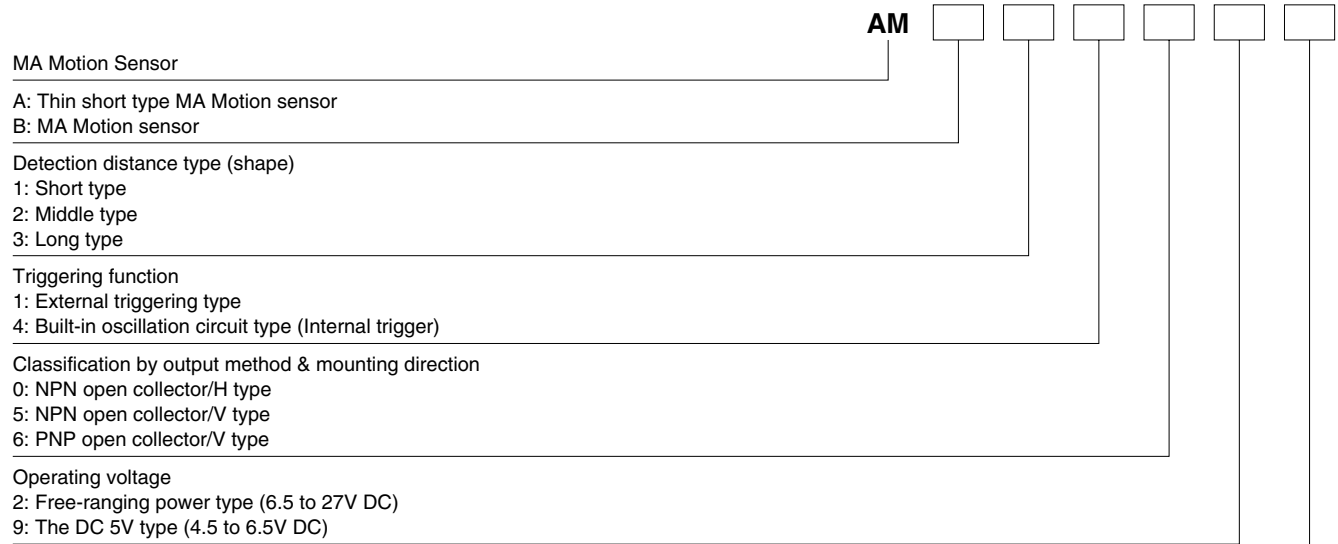 AM
MA Motion Sensor
A: Thin short type MA Motion sensor
B: MA Motion sensor
Detection distance type (shape)
1: Short type
2: Middle type
3: Long type
Triggering function
1: External triggering type
4: Built-in oscillation circuit type (Internal trigger)
Classification by output method & mounting direction
0: NPN open collector/H type
5: NPN open collector/V type
6: PNP open collector/V type
Operating voltage
2: Free-ranging power type (6.5 to 27V DC)
9: The DC 5V type (4.5 to 6.5V DC)